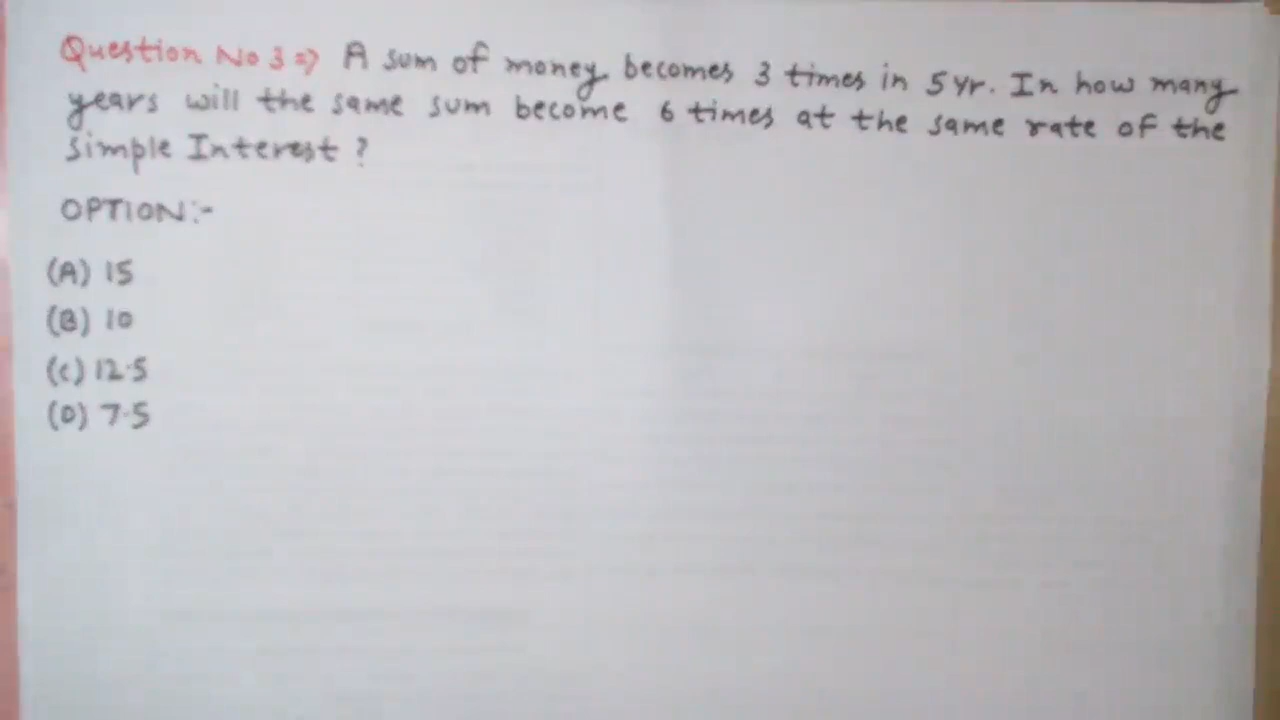 Question No 3 => A sum of money becomes 3 times in 5 yr. In how many
years will the same sum become 6 times at the same rate of the
simple Interest ?
OPTION:-
(A) 15
(B) 10
(C) 12.5
(D) 7.5